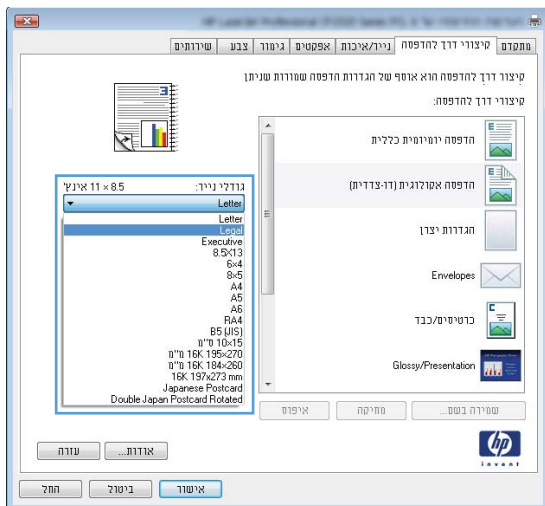 מתקדם קיצורי דרך להדפסה נייר/איכות אפקטים גימור צבע שירותים
קיצור דרך להדפסה הוא אוסף של הגדרות הדפסה שמורות שניתן
קיצורי דרך להדפסה:
הדפסה יומיומית כללית
הדפסה אקולוגית (דו-צדדית)
הגדרות יצרן
Envelopes
כרטיסים/כבד
Glossy/Presentation
שמירה בשם...
מחיקה
איפוס
גודלי נייר: 8.5 × 11 אינץ'
Letter
Letter
Legal
Executive
8.5X13
6×4
8×5
A4
A5
A6
RA4
B5 (JIS)
10×15 ס"מ
16K 195×270 מ"מ
16K 184×260 מ"מ
16K 197x273 mm
Japanese Postcard
Double Japan Postcard Rotated
hp
invent
אודות...
עזרה
אישור
ביטול
החל